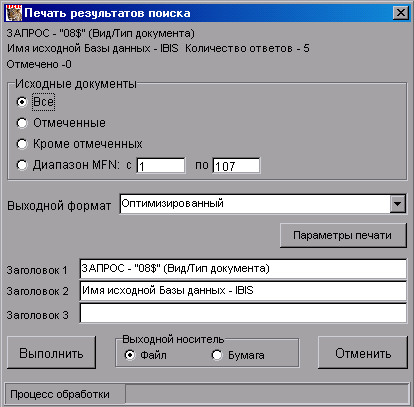 Печать результатов поиска
ЗАПРОС - "08$" (Вид/Тип документа)
Имя исходной Базы данных - IBIS Количество ответов - 5
Отмечено -0
Исходные документы
Все
Отмеченные
Кроме отмеченных
Диапазон MFN: с 1 по 107
Выходной формат Оптимизированный
Параметры печати
Заголовок 1 ЗАПРОС - "08$" (Вид/Тип документа)
Заголовок 2 Имя исходной Базы данных - IBIS
Заголовок 3
Выходной носитель
Выполнить Файл Бумага Отменить
Процесс обработки